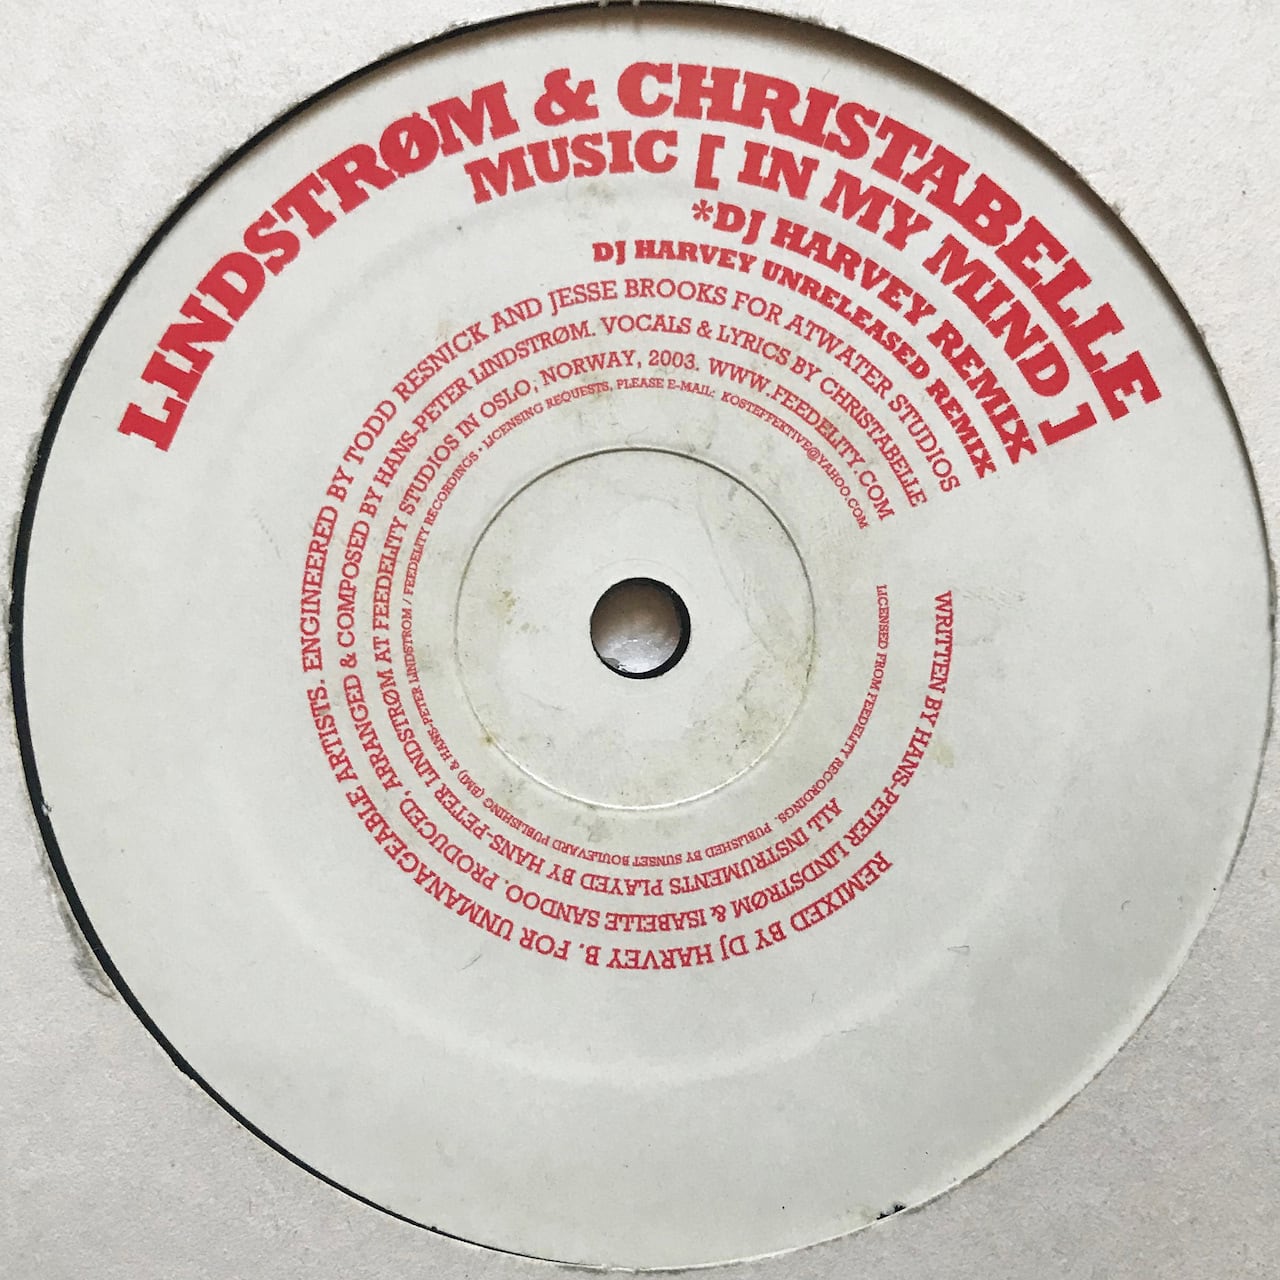 LINDSTRØM & CHRISTABELLE
MUSIC [ IN MY MIND ]
*DJ HARVEY REMIX
DJ HARVEY UNRELEASED REMIX
REMIXED BY DJ HARVEY B. FOR UNMANAGEABLE ARTISTS. ENGINEERED BY TODD RESNICK AND JESSE BROOKS FOR ATWATER STUDIOS
WRITTEN BY HANS-PETER LINDSTRØM & ISABELLE SANDOO. PRODUCED, ARRANGED & COMPOSED BY HANS-PETER LINDSTRØM. VOCALS & LYRICS BY CHRISTABELLE
ALL INSTRUMENTS PLAYED BY HANS-PETER LINDSTRØM AT FEEDELITY STUDIOS IN OSLO, NORWAY, 2003. WWW.FEEDELITY.COM
LICENSED FROM FEEDELITY RECORDINGS. PUBLISHED BY SUNSET BOULEVARD PUBLISHING (BMI) & HANS-PETER LINDSTROM / FEEDELITY RECORDINGS - LICENSING REQUESTS, PLEASE E-MAIL: KOSTEFFEKTIVE@YAHOO.COM